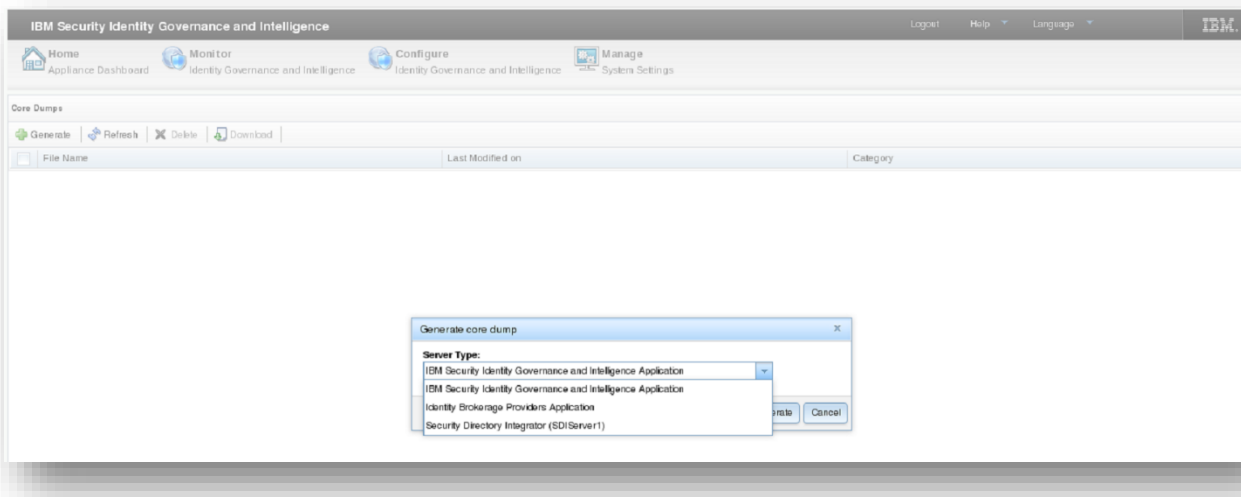 IBM Security Identity Governance and Intelligence Logout Help Language IBM.
Home Monitor Configure Manage
Appliance Dashboard Identity Governance and Intelligence Identity Governance and Intelligence System Settings
Core Dumps
Generate Refresh Delete Download
File Name Last Modified on Category
Generate core dump x
Server Type:
IBM Security Identity Governance and Intelligence Application
IBM Security Identity Governance and Intelligence Application
Identity Brokerage Providers Application
erate Cancel
Security Directory Integrator (SDIServer1)